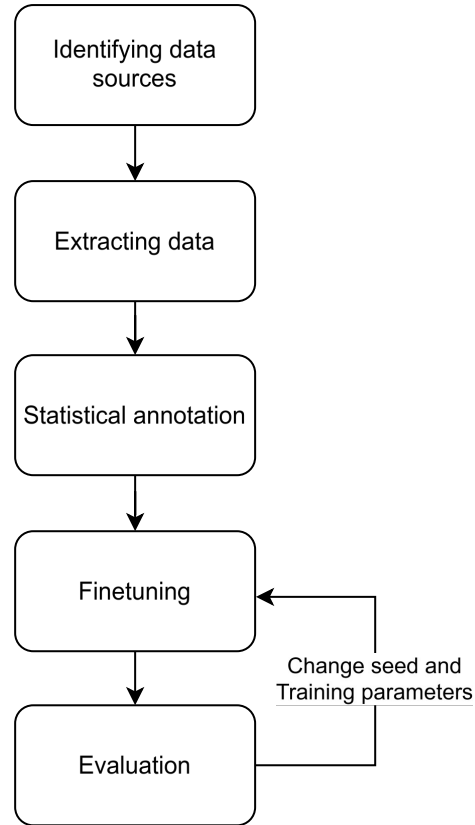 Identifying data
sources
Extracting data
Statistical annotation
Finetuning
Change seed and
Training parameters
Evaluation